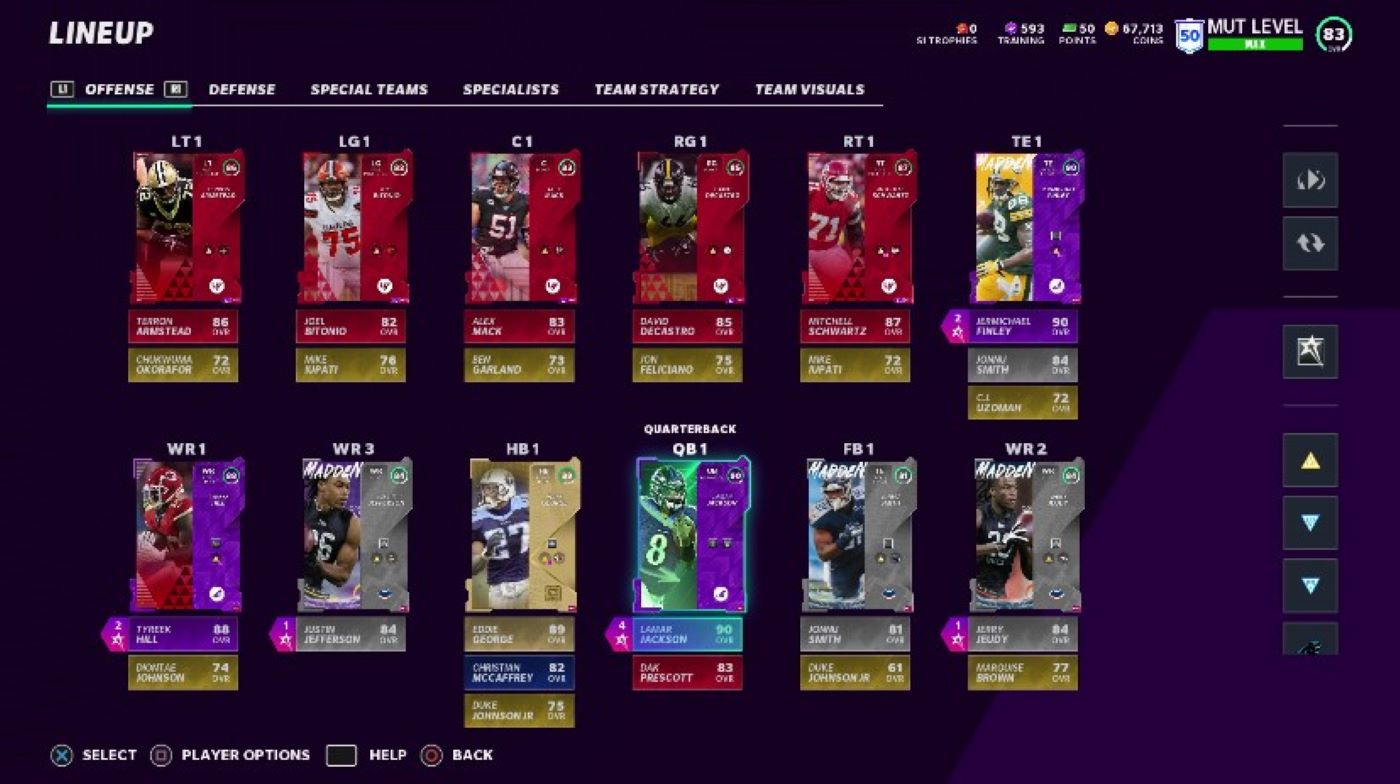 LINEUP
0 593 50 67,713 50 MUT LEVEL 83
SI TROPHIES TRAINING POINTS COINS MAX OVR
L1 OFFENSE R1 DEFENSE SPECIAL TEAMS SPECIALISTS TEAM STRATEGY TEAM VISUALS
LT 1 LG 1 C 1 RG 1 RT 1 TE 1
TERRON ARMSTEAD 86 OVR
CHUKWUMA OKORAFOR 72 OVR
JOEL BITONIO 82 OVR
MIKE IUPATI 76 OVR
ALEX MACK 83 OVR
BEN GARLAND 73 OVR
DAVID DECASTRO 85 OVR
JON FELICIANO 75 OVR
MITCHELL SCHWARTZ 87 OVR
MIKE IUPATI 72 OVR
MADDEN
2 JERMICHAEL FINLEY 90 OVR
JONNU SMITH 84 OVR
C.J. UZOMAH 72 OVR
QUARTERBACK
WR 1 WR 3 HB 1 QB 1 FB 1 WR 2
2 TYREEK HILL 88 OVR
DIONTAE JOHNSON 74 OVR
MADDEN
1 JUSTIN JEFFERSON 84 OVR
EDDIE GEORGE 89 OVR
CHRISTIAN MCCAFFREY 82 OVR
DUKE JOHNSON JR 75 OVR
4 LAMAR JACKSON 90 OVR
DAK PRESCOTT 83 OVR
MADDEN
JONNU SMITH 81 OVR
DUKE JOHNSON JR 61 OVR
MADDEN
1 JERRY JEUDY 84 OVR
MARQUISE BROWN 77 OVR
SELECT PLAYER OPTIONS HELP BACK